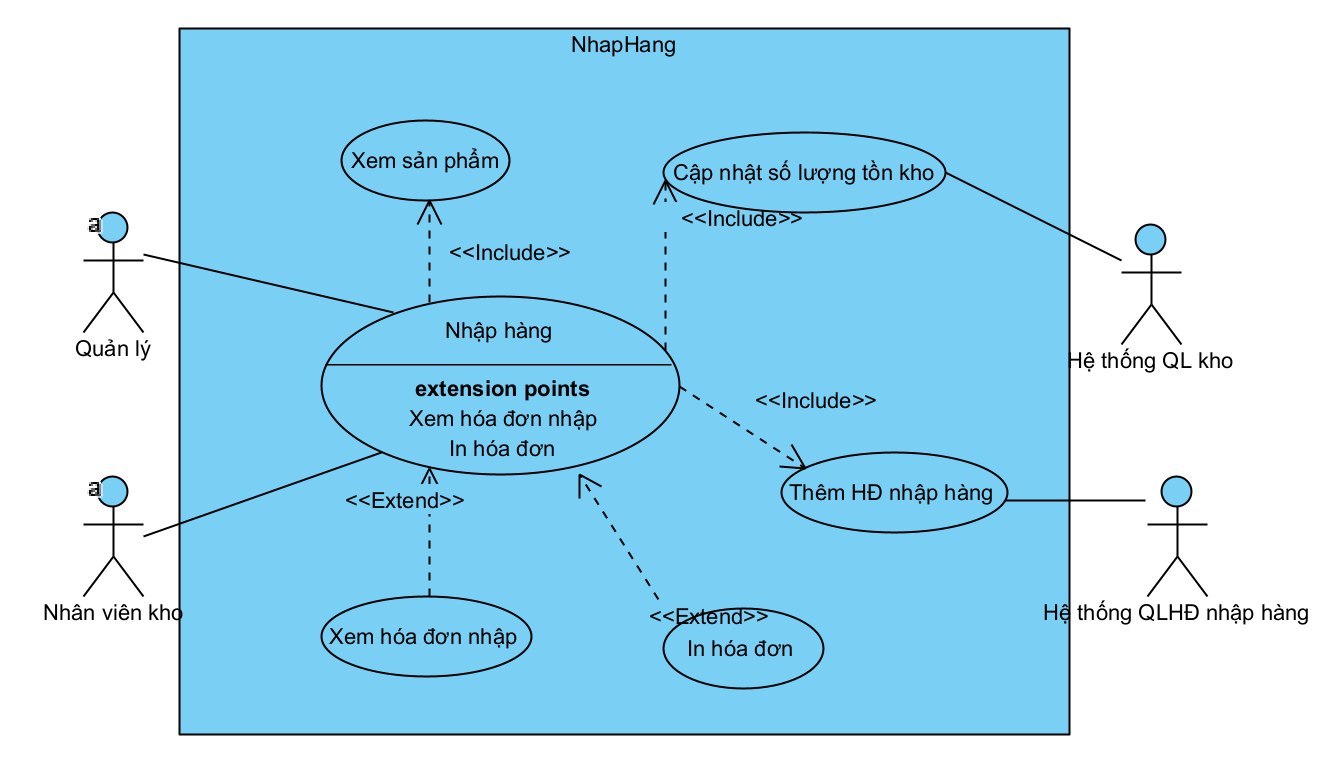 NhapHang
Xem sản phẩm
Cập nhật số lượng tồn kho
<<Include>>
<<Include>>
a
Quản lý
Hệ thống QL kho
Nhập hàng
extension points
Xem hóa đơn nhập
In hóa đơn
<<Include>>
Thêm HĐ nhập hàng
<<Extend>>
a
Nhân viên kho
Hệ thống QLHĐ nhập hàng
<<Extend>>
Xem hóa đơn nhập
In hóa đơn